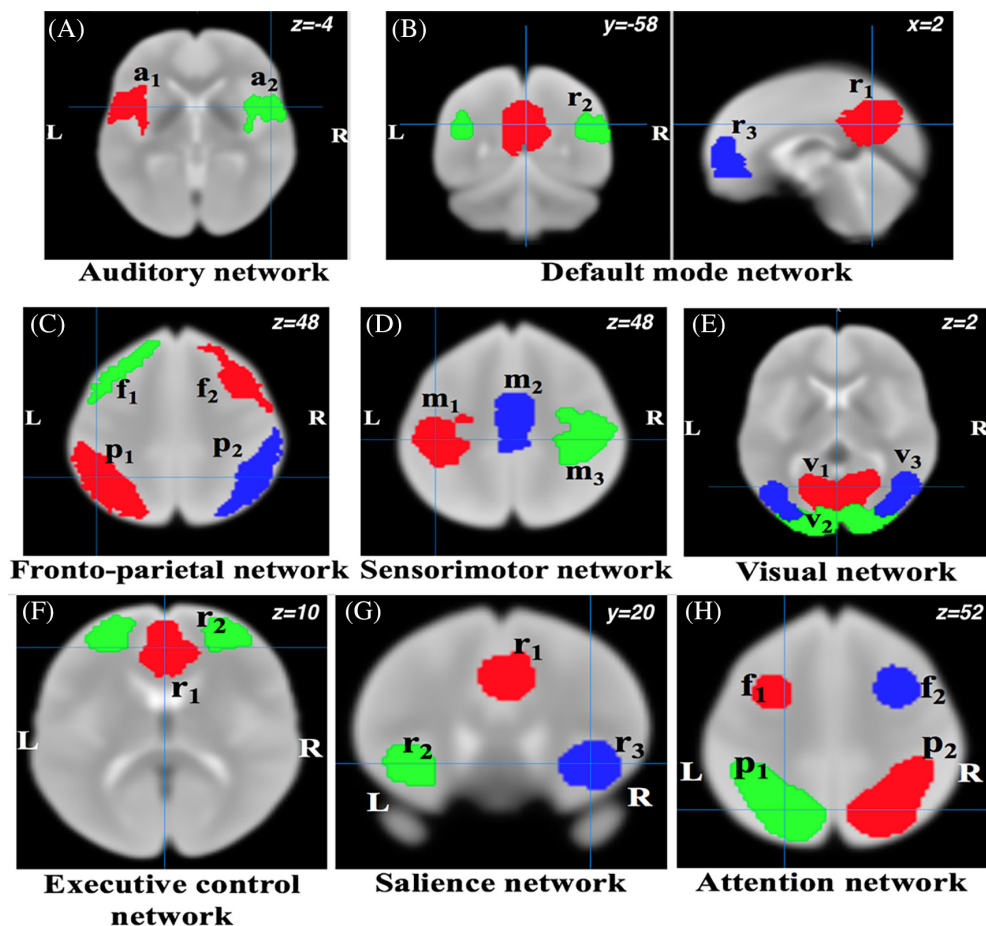 (A) z=-4
a1 a2
L R
Auditory network
(B) y=-58 x=2
r2 r1
r3
L R
Default mode network
(C) z=48
f1 f2
L R
p1 p2
Fronto-parietal network
(D) z=48
m1 m2
L R
m3
Sensorimotor network
(E) z=2
L R
v1 v3
v2
Visual network
(F) z=10
r2
r1
L R
Executive control
network
(G) y=20
r1
r2 r3
L R
Salience network
(H) z=52
f1 f2
p1 p2
L R
Attention network